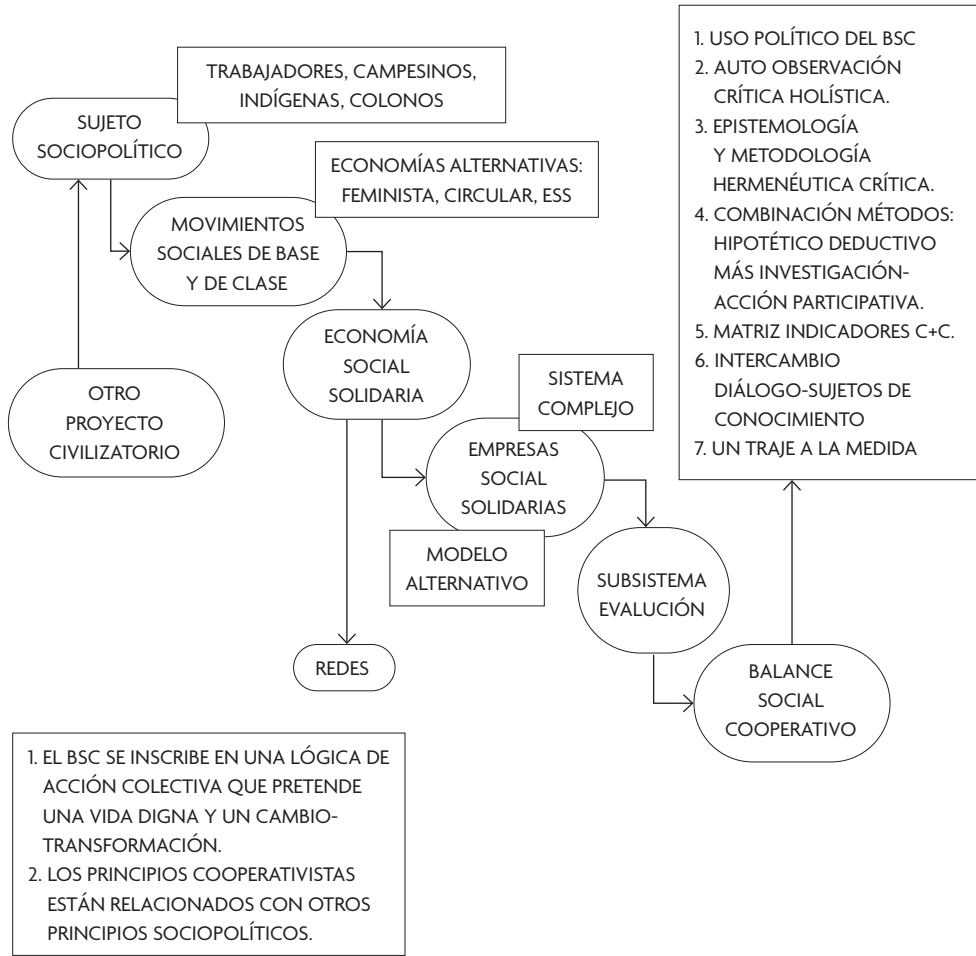 TRABAJADORES, CAMPESINOS,
INDÍGENAS, COLONOS
SUJETO
SOCIOPOLÍTICO
ECONOMÍAS ALTERNATIVAS:
FEMINISTA, CIRCULAR, ESS
MOVIMIENTOS
SOCIALES DE BASE
Y DE CLASE
OTRO
PROYECTO
CIVILIZATORIO
ECONOMÍA
SOCIAL
SOLIDARIA
SISTEMA
COMPLEJO
EMPRESAS
SOCIAL
SOLIDARIAS
MODELO
ALTERNATIVO
SUBSISTEMA
EVALUCIÓN
REDES
BALANCE
SOCIAL
COOPERATIVO
1. USO POLÍTICO DEL BSC
2. AUTO OBSERVACIÓN
CRÍTICA HOLÍSTICA.
3. EPISTEMOLOGÍA
Y METODOLOGÍA
HERMENÉUTICA CRÍTICA.
4. COMBINACIÓN MÉTODOS:
HIPOTÉTICO DEDUCTIVO
MÁS INVESTIGACIÓN-
ACCIÓN PARTICIPATIVA.
5. MATRIZ INDICADORES C+C.
6. INTERCAMBIO
DIÁLOGO-SUJETOS DE
CONOCIMIENTO
7. UN TRAJE A LA MEDIDA
1. EL BSC SE INSCRIBE EN UNA LÓGICA DE
ACCIÓN COLECTIVA QUE PRETENDE
UNA VIDA DIGNA Y UN CAMBIO-
TRANSFORMACIÓN.
2. LOS PRINCIPIOS COOPERATIVISTAS
ESTÁN RELACIONADOS CON OTROS
PRINCIPIOS SOCIOPOLÍTICOS.